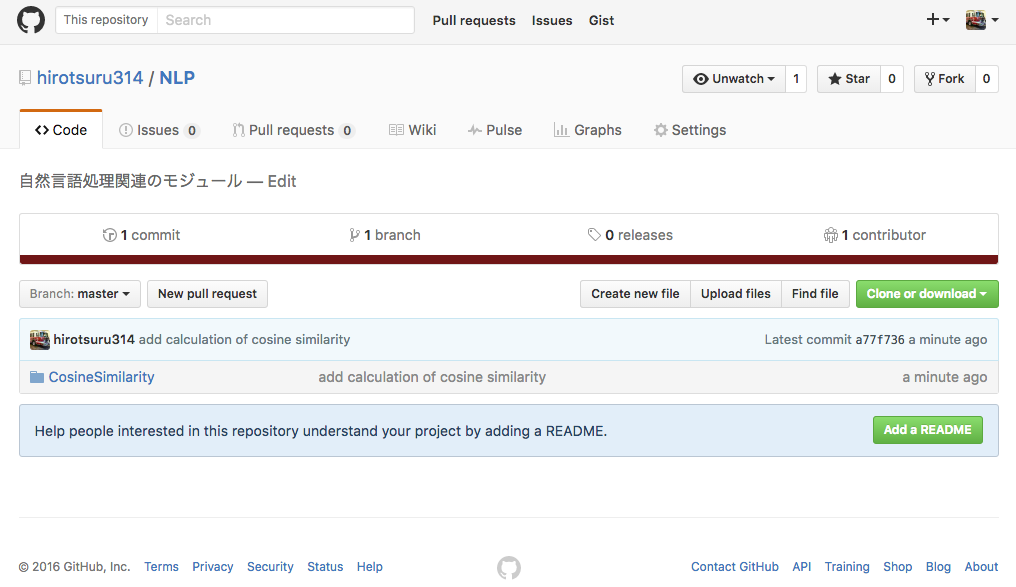 This repository Search Pull requests Issues Gist
hirotsuru314 / NLP Unwatch 1 Star 0 Fork 0
Code Issues 0 Pull requests 0 Wiki Pulse Graphs Settings
自然言語処理関連のモジュール — Edit
1 commit 1 branch 0 releases 1 contributor
Branch: master New pull request Create new file Upload files Find file Clone or download
hirotsuru314 add calculation of cosine similarity Latest commit a77f736 a minute ago
CosineSimilarity add calculation of cosine similarity a minute ago
Help people interested in this repository understand your project by adding a README. Add a README
© 2016 GitHub, Inc. Terms Privacy Security Status Help Contact GitHub API Training Shop Blog About